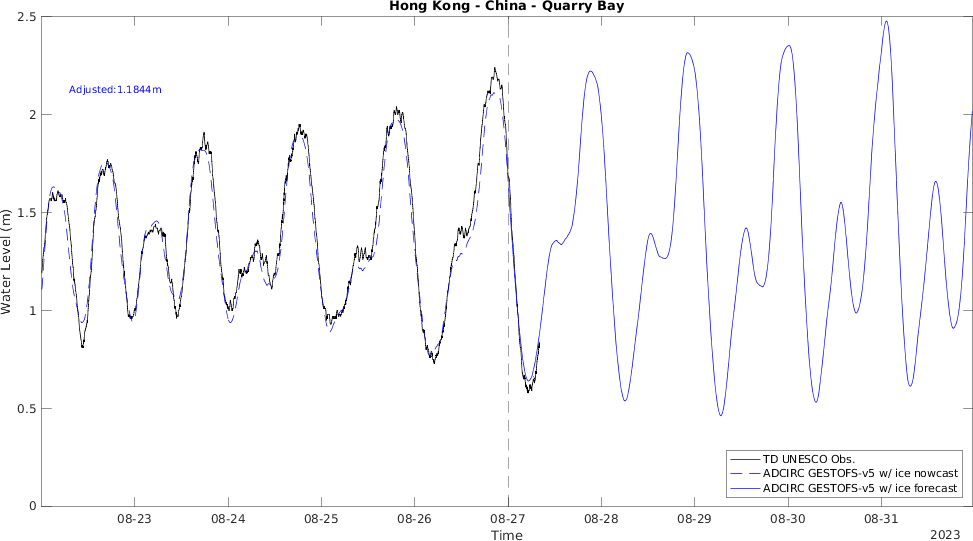 Hong Kong - China - Quarry Bay
2.5
Adjusted:1.1844m
2
1.5
Water Level (m)
1
0.5
TD UNESCO Obs.
ADCIRC GESTOFS-v5 w/ ice nowcast
ADCIRC GESTOFS-v5 w/ ice forecast
0
08-23 08-24 08-25 08-26 08-27 08-28 08-29 08-30 08-31
Time
2023